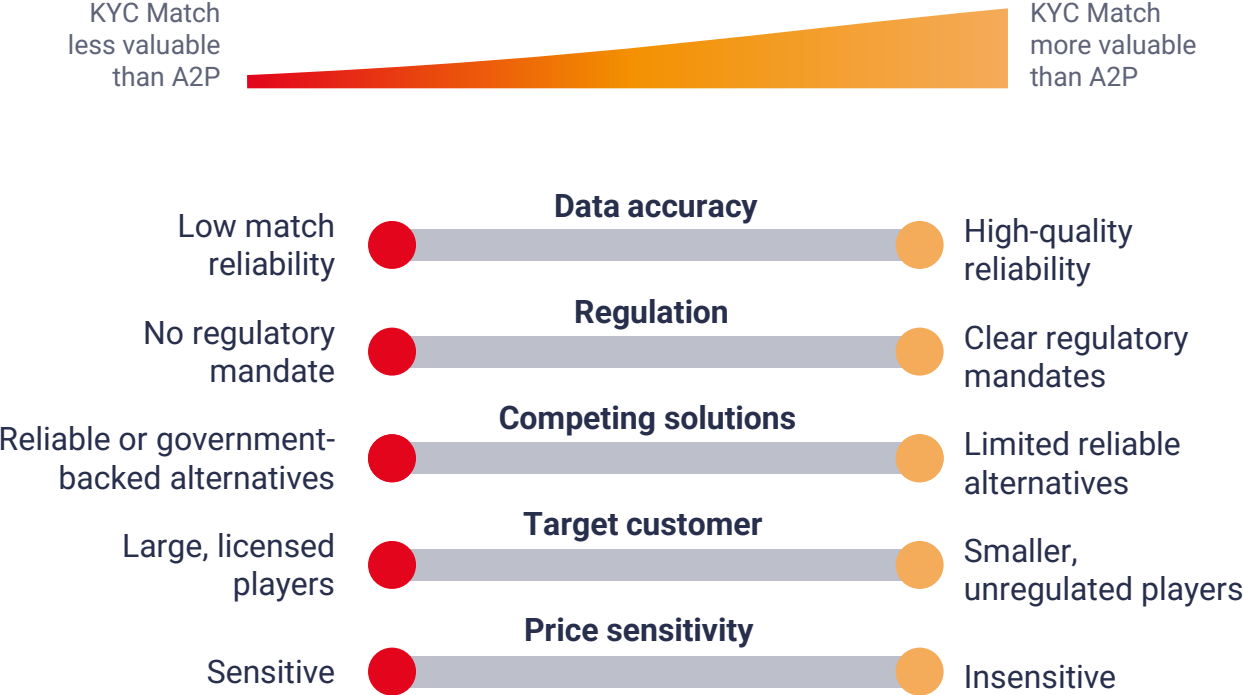 KYC Match
less valuable
than A2P
KYC Match
more valuable
than A2P
Data accuracy
Low match
reliability
High-quality
reliability
Regulation
No regulatory
mandate
Clear regulatory
mandates
Competing solutions
Reliable or government-
backed alternatives
Limited reliable
alternatives
Target customer
Large, licensed
players
Smaller,
unregulated players
Price sensitivity
Sensitive
Insensitive